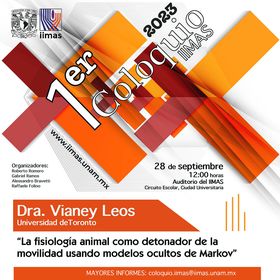 iimas
1er Coloquio
IIMAS
2023
www.iimas.unam.mx
Organizadores:
Roberto Romero
Gabriel Ramos
Alessandro Bravetti
Raffaele Folino
28 de septiembre
12:00 horas
Auditorio del IIMAS
Circuito Escolar, Ciudad Universitaria
Dra. Vianey Leos
Universidad deToronto
“La fisiología animal como detonador de la
movilidad usando modelos ocultos de Markov”
MAYORES INFORMES: coloquio.iimas@iimas.unam.mx